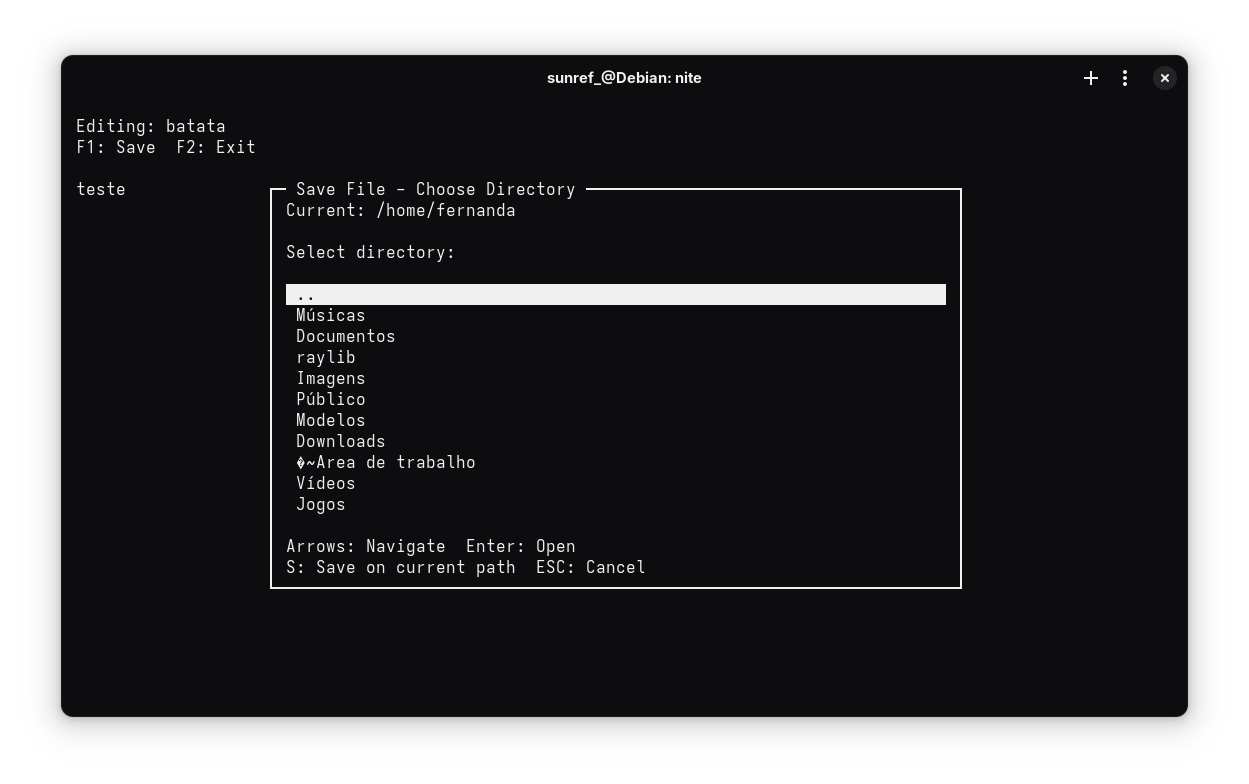 sunref_@Debian: nite
Editing: batata
F1: Save  F2: Exit
teste
Save File - Choose Directory
Current: /home/fernanda
Select directory:
..
Músicas
Documentos
raylib
Imagens
Público
Modelos
Downloads
�~Area de trabalho
Vídeos
Jogos
Arrows: Navigate  Enter: Open
S: Save on current path  ESC: Cancel